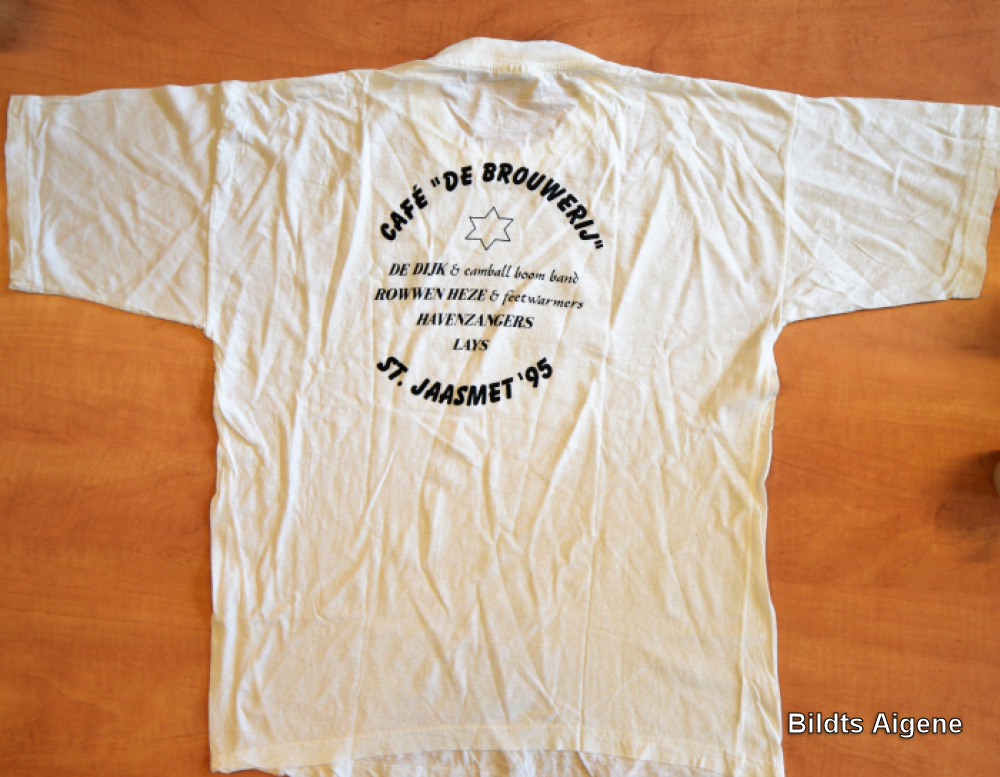 CAFÉ "DE BROUWERIJ"
DE DIJK & camball boom band
ROWWEN HEZE & feetwarmers
HAVENZANGERS
LAYS
ST. JAASMET '95
Bildts Aigene